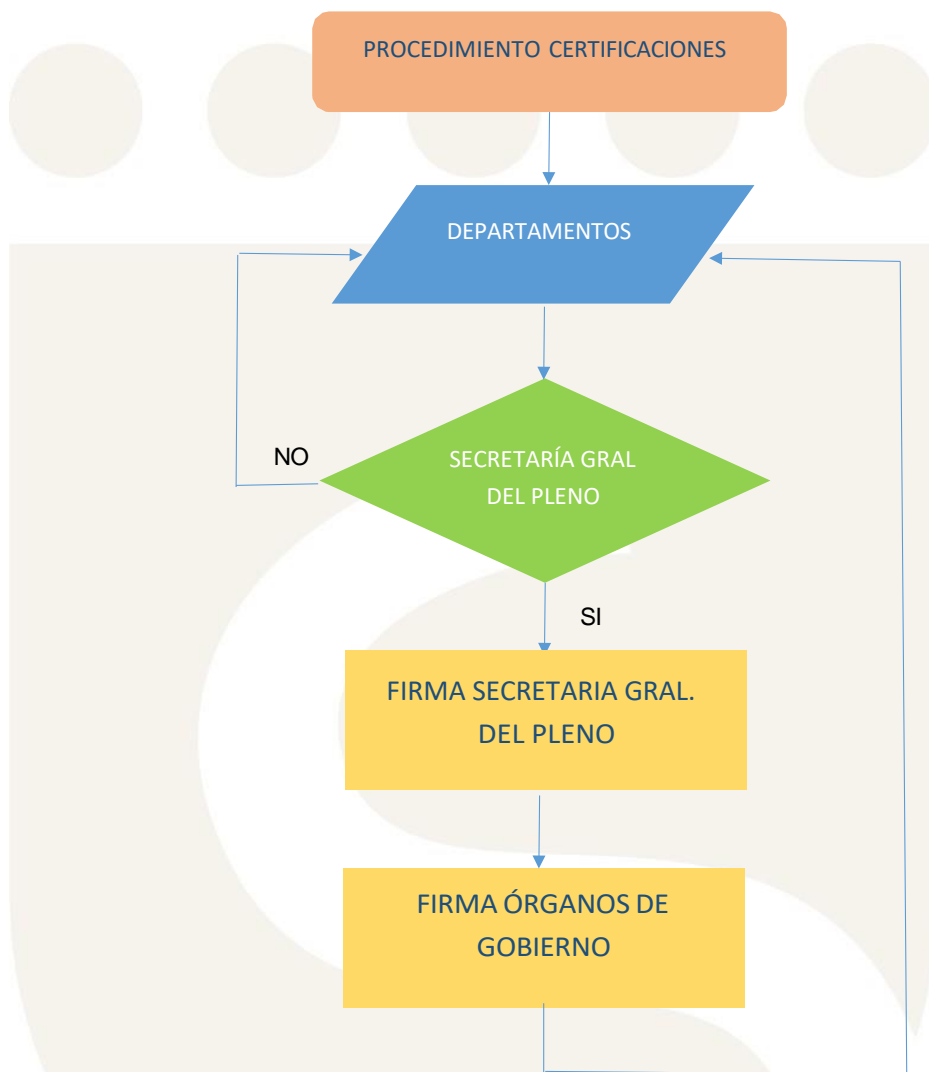 PROCEDIMIENTO CERTIFICACIONES
DEPARTAMENTOS
NO
SECRETARÍA GRAL
DEL PLENO
SI
FIRMA SECRETARIA GRAL.
DEL PLENO
FIRMA ÓRGANOS DE
GOBIERNO